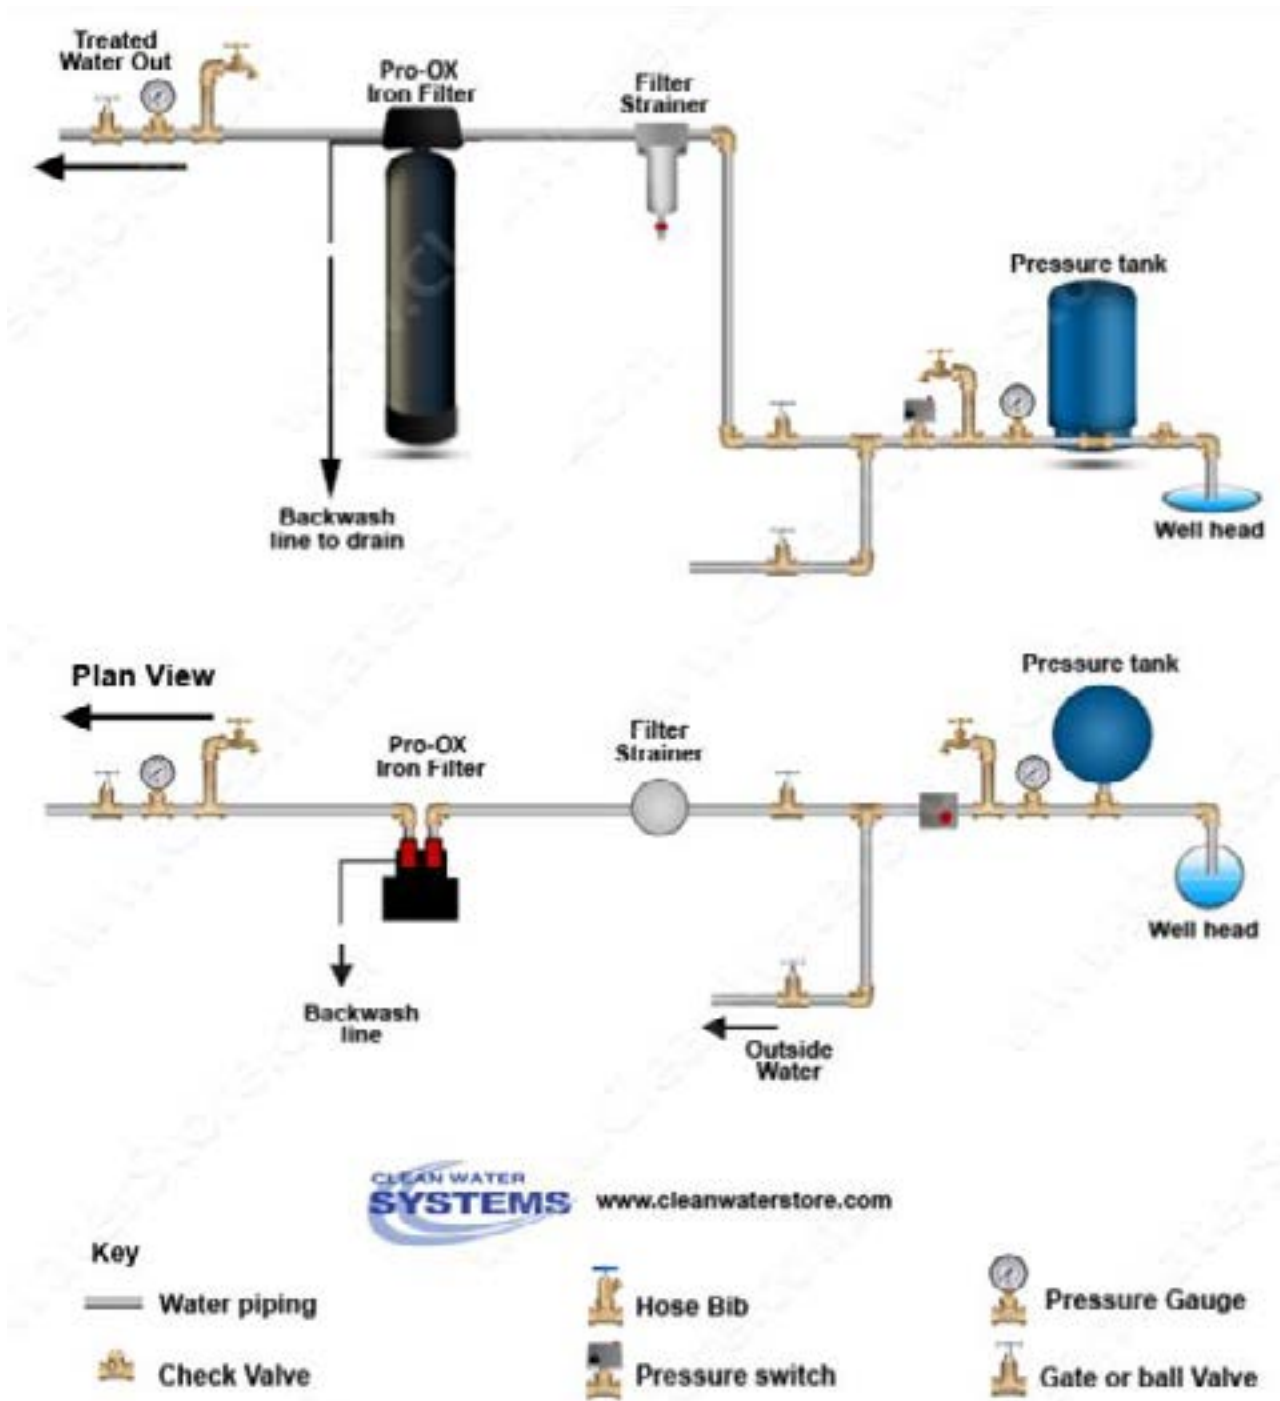 Treated
Water Out
Pro-OX
Iron Filter
Filter
Strainer
Pressure tank
Backwash
line to drain
Well head
Plan View
Pressure tank
Pro-OX
Iron Filter
Filter
Strainer
Well head
Backwash
line
Outside
Water
CLEAN WATER
SYSTEMS
www.cleanwaterstore.com
Key
Water piping
Hose Bib
Pressure Gauge
Check Valve
Pressure switch
Gate or ball Valve